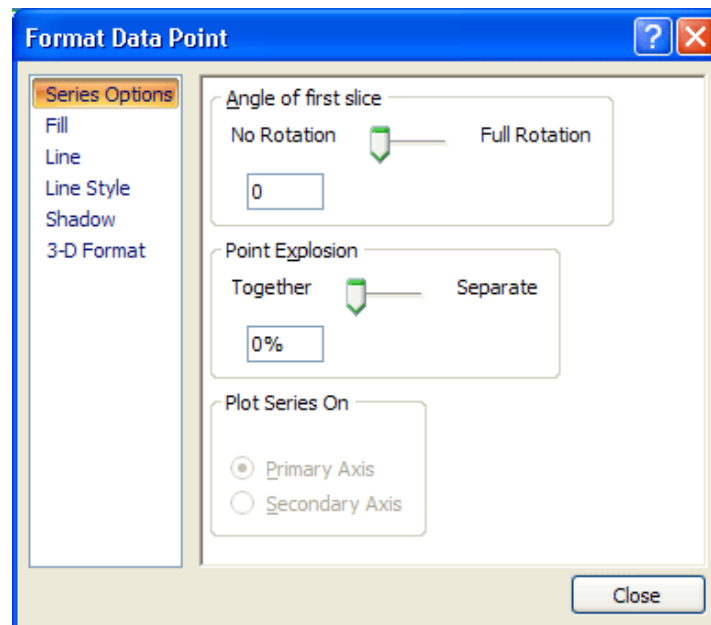 Format Data Point
Series Options
Fill
Line
Line Style
Shadow
3-D Format
Angle of first slice
No Rotation Full Rotation
0
Point Explosion
Together Separate
0%
Plot Series On
Primary Axis
Secondary Axis
Close